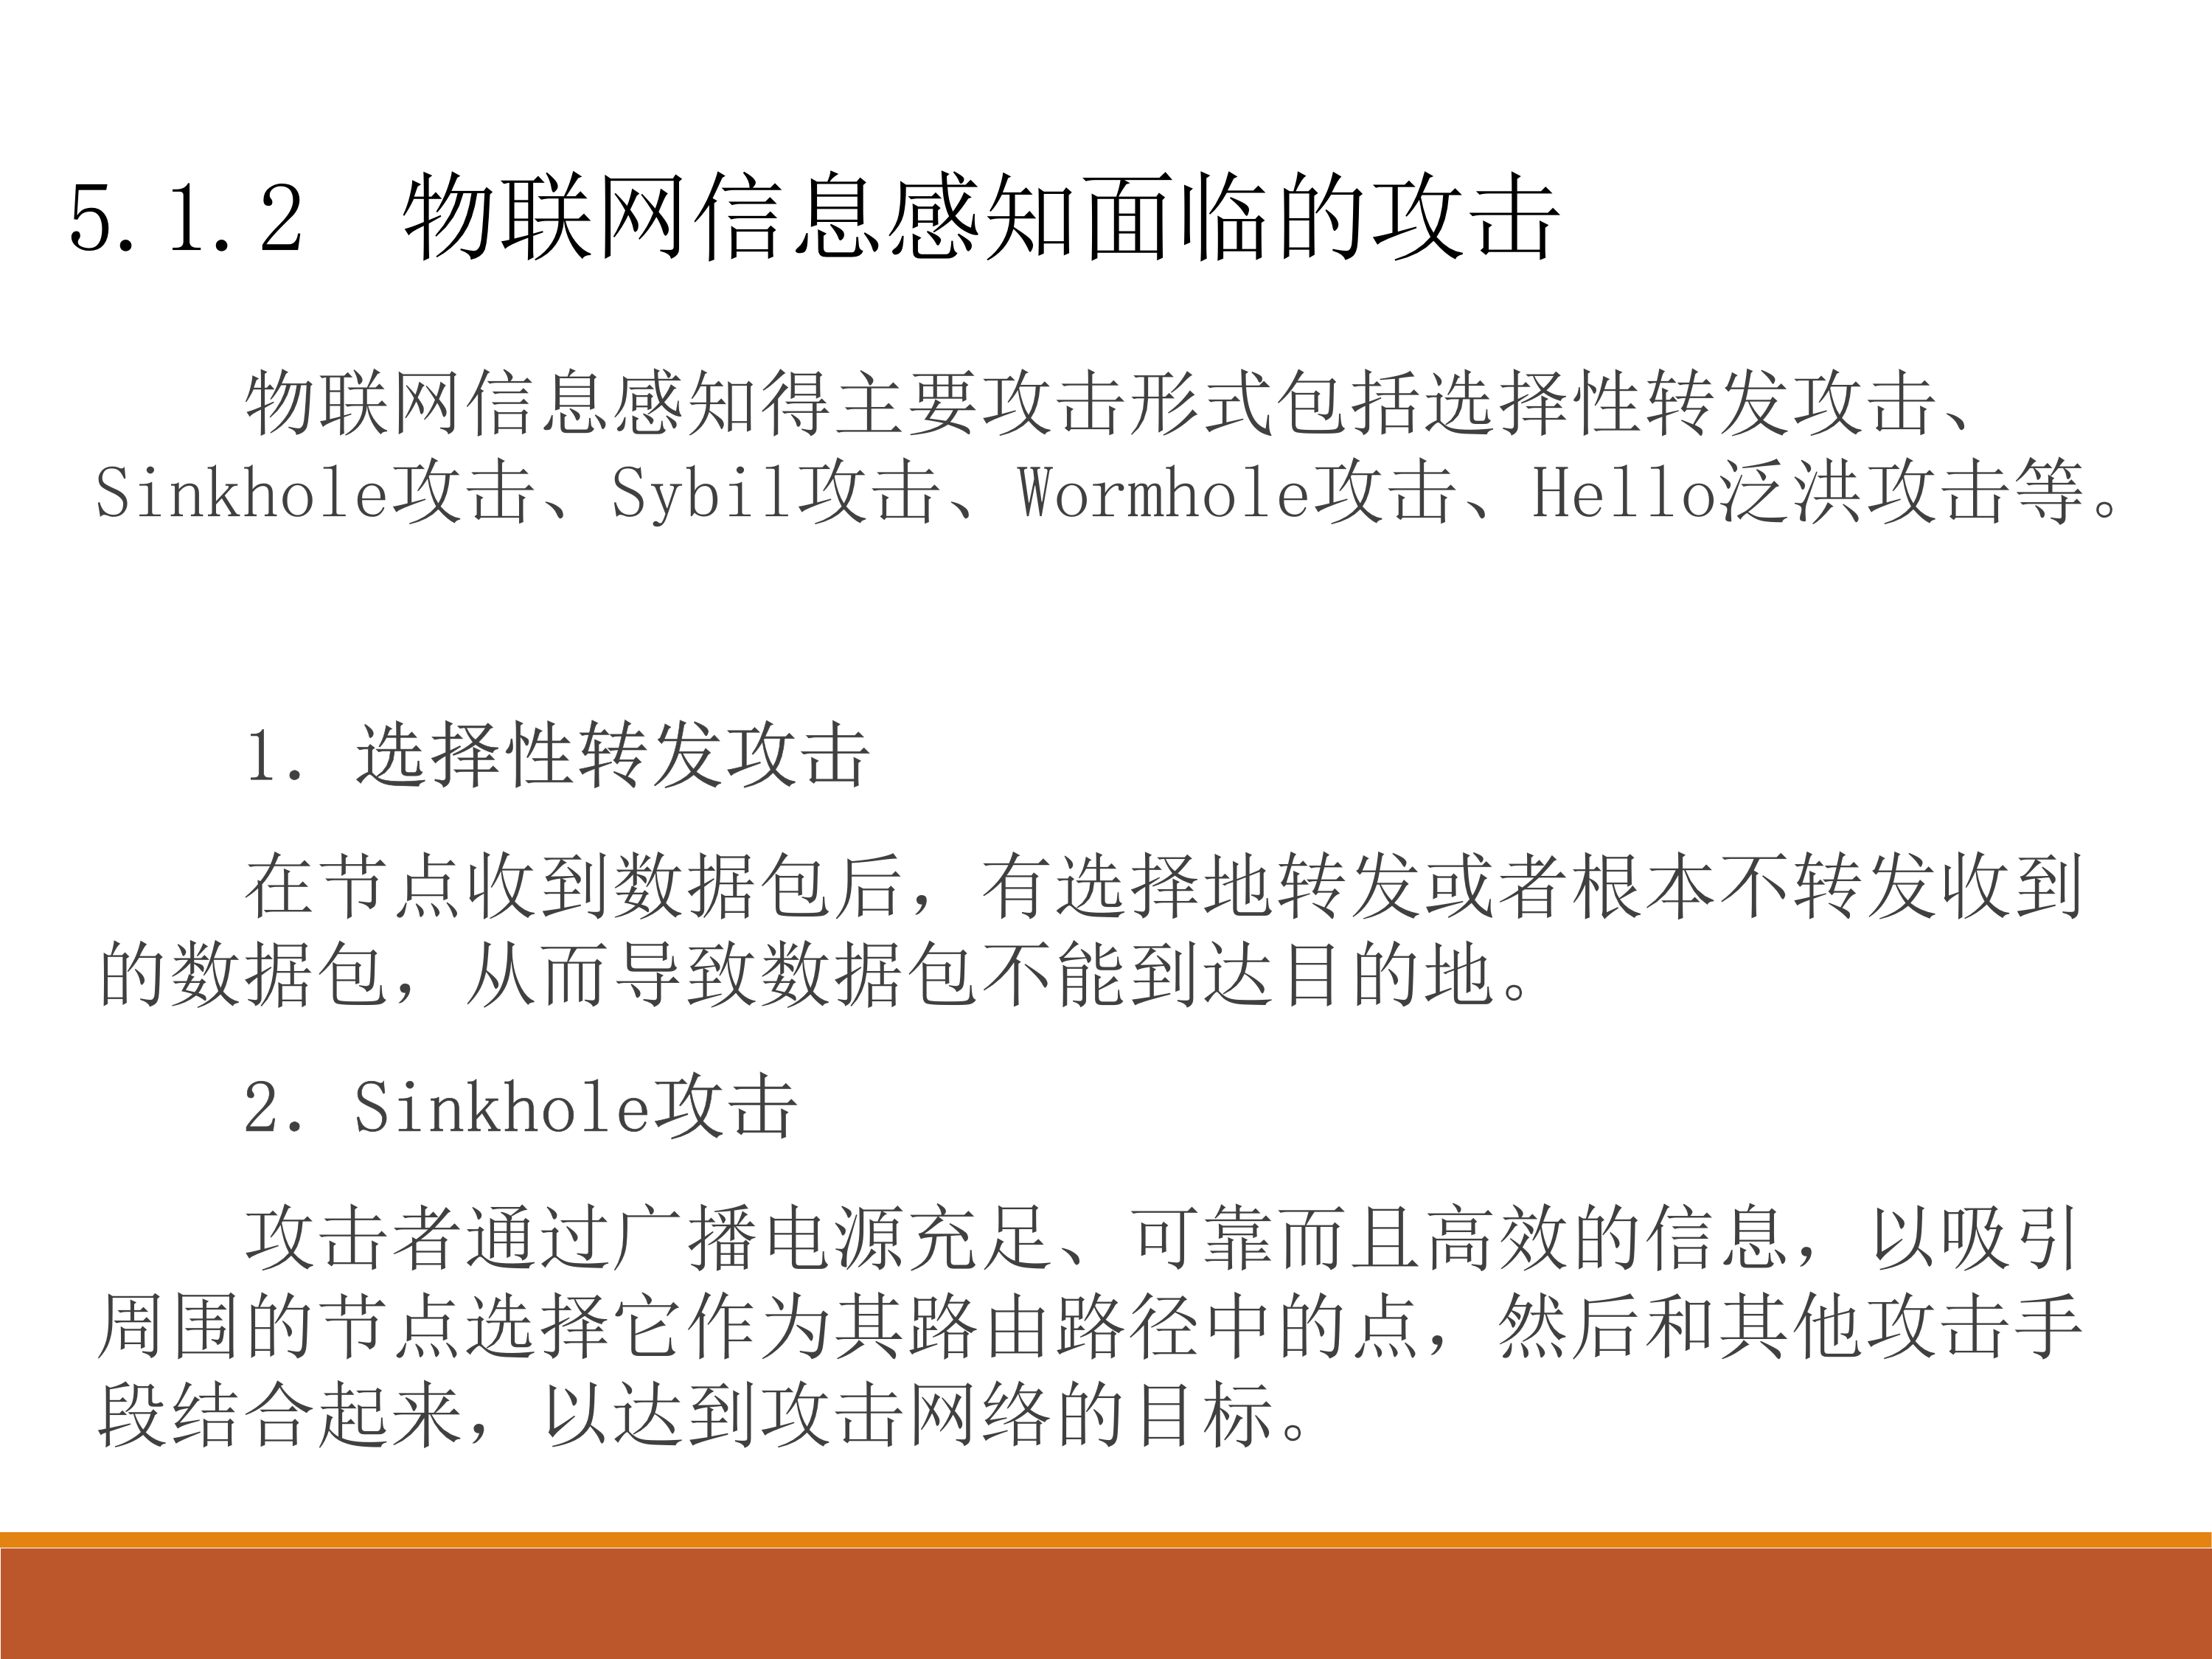 5.1.2 物联网信息感知面临的攻击
物联网信息感知得主要攻击形式包括选择性转发攻击、
Sinkhole攻击、Sybil攻击、Wormhole攻击、Hello泛洪攻击等。
1. 选择性转发攻击
在节点收到数据包后，有选择地转发或者根本不转发收到
的数据包，从而导致数据包不能到达目的地。
2. Sinkhole攻击
攻击者通过广播电源充足、可靠而且高效的信息，以吸引
周围的节点选择它作为其路由路径中的点，然后和其他攻击手
段结合起来，以达到攻击网络的目标。